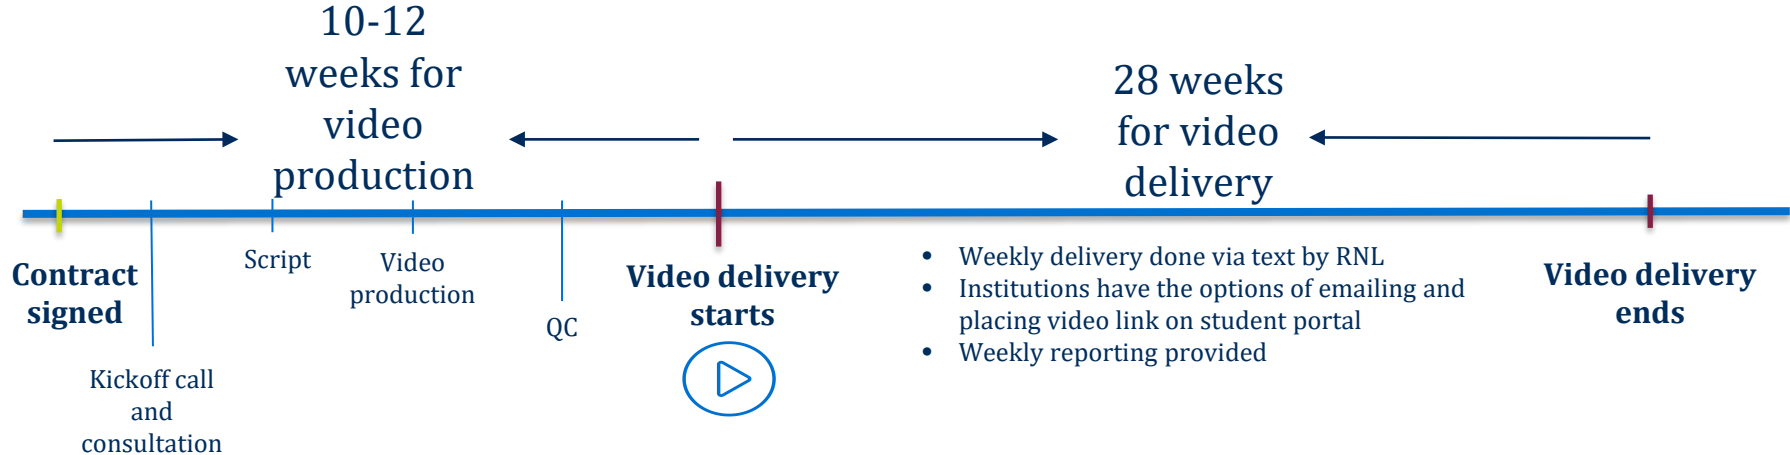 10-12
weeks for
video
production
28 weeks
for video
delivery
Contract
signed
Kickoff call
and
consultation
Script
Video
production
QC
Video delivery
starts
• Weekly delivery done via text by RNL
• Institutions have the options of emailing and
placing video link on student portal
• Weekly reporting provided
Video delivery
ends